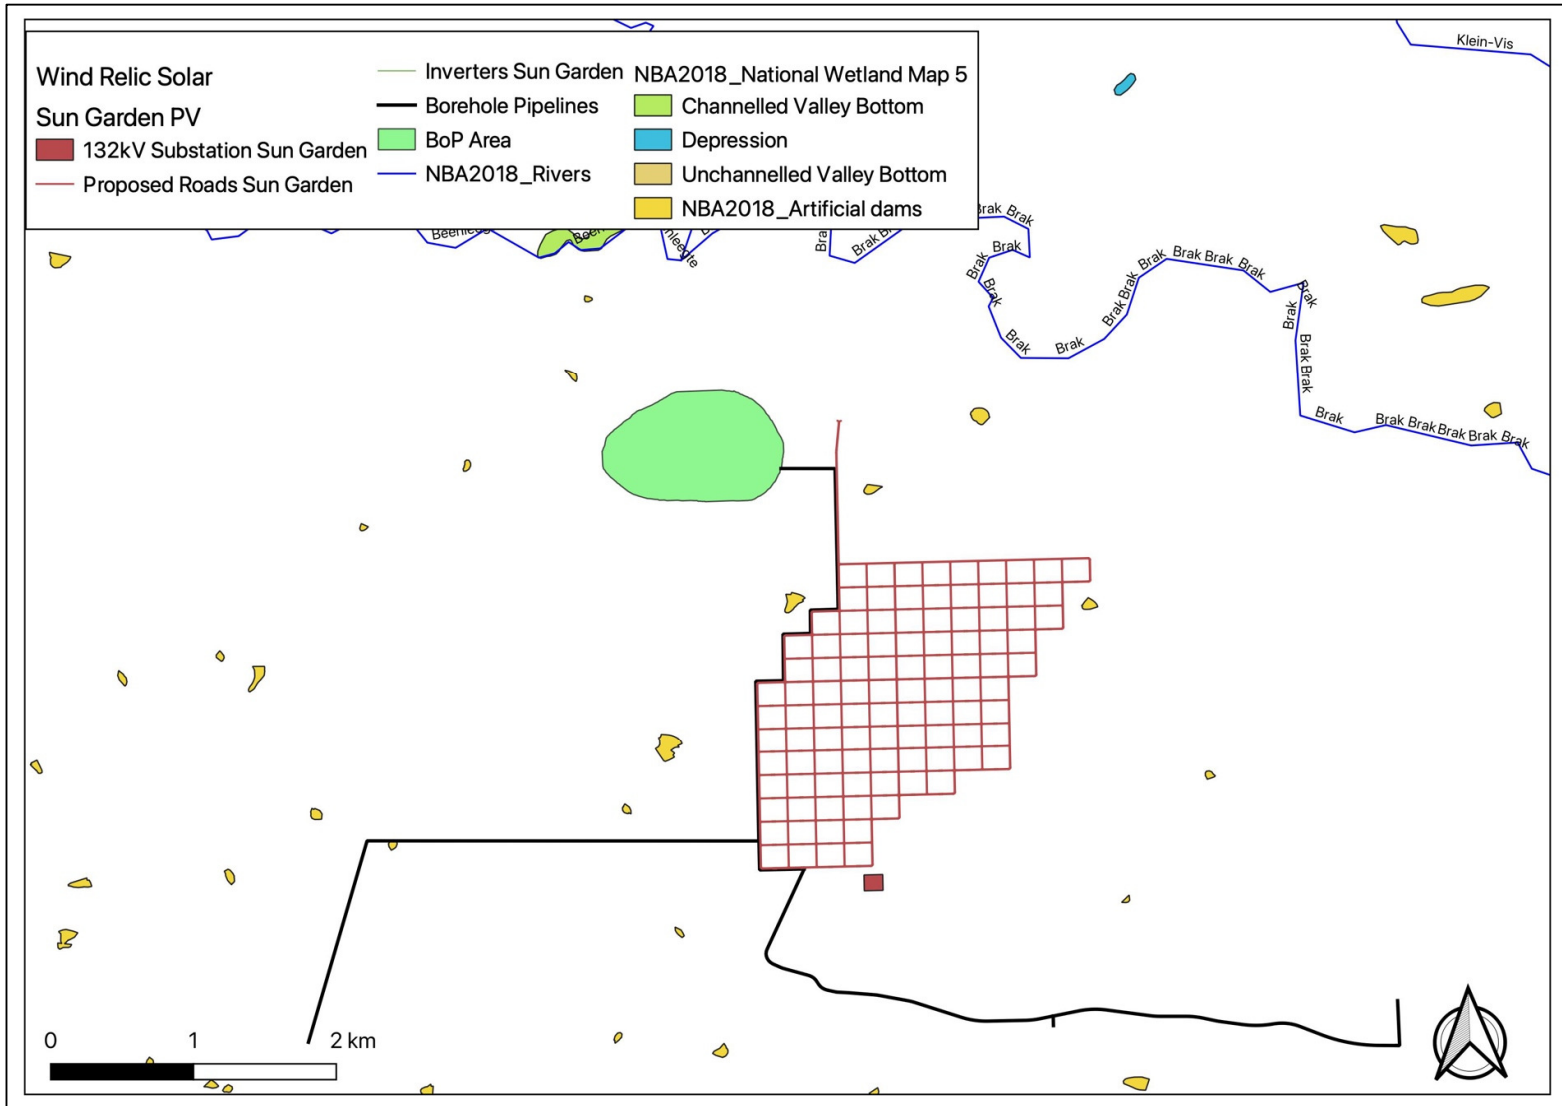 Klein-Vis
Wind Relic Solar
Sun Garden PV
132kV Substation Sun Garden
Proposed Roads Sun Garden
Inverters Sun Garden
Borehole Pipelines
BoP Area
NBA2018_Rivers
NBA2018_National Wetland Map 5
Channelled Valley Bottom
Depression
Unchannelled Valley Bottom
NBA2018_Artificial dams
Brak
Brak
Brak
Brak
Brak
Brak
Brak
Brak
Brak Brak
Brak
Brak Brak Brak
Brak
Brak
Brak Brak
Brak
Brak Brak Brak Brak Brak
0 1 2 km